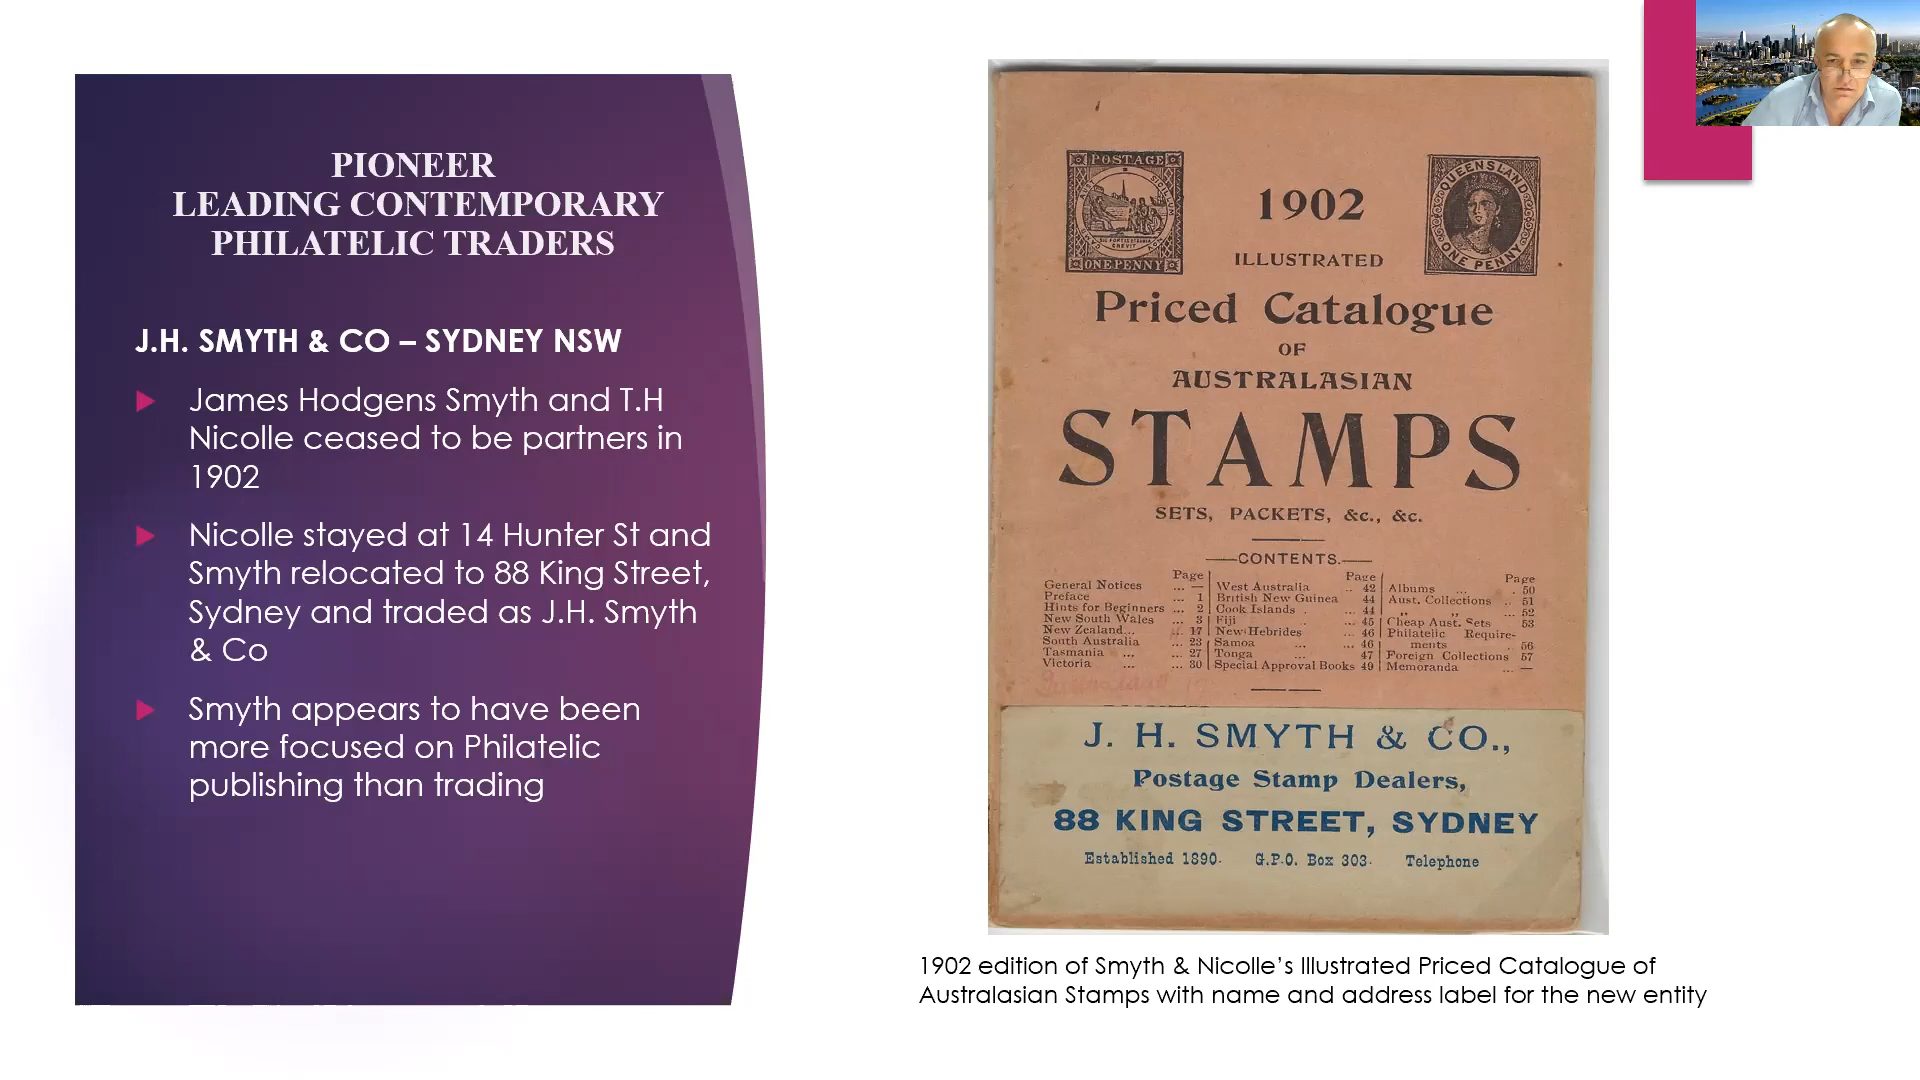 PIONEER
LEADING CONTEMPORARY
PHILATELIC TRADERS
J.H. SMYTH & CO – SYDNEY NSW
James Hodgens Smyth and T.H
Nicolle ceased to be partners in
1902
Nicolle stayed at 14 Hunter St and
Smyth relocated to 88 King Street,
Sydney and traded as J.H. Smyth
& Co
Smyth appears to have been
more focused on Philatelic
publishing than trading
POSTAGE
ONE PENNY
QUEENSLAND
ONE PENNY
1902
ILLUSTRATED
Priced Catalogue
OF
AUSTRALASIAN
STAMPS
SETS, PACKETS, &c., &c.
CONTENTS.
Page
General Notices ... —
Preface ... 1
Hints for Beginners ... 2
New South Wales ... 3
New Zealand... 17
South Australia ... 23
Tasmania ... ... 27
Victoria ... ... 30
Page
West Australia .. 42
British New Guinea 44
Cook Islands . ... 44
Fiji . ... 45
New Hebrides ... 46
Samoa ... ... 46
Tonga ... 47
Special Approval Books 49
Page
Albums ... . 50
Aust. Collections .. 51
„ „ ... 52
Cheap Aust. Sets 53
Philatelic Require-
ments . 56
Foreign Collections 57
Memoranda ... —
J. H. SMYTH & CO.,
Postage Stamp Dealers,
88 KING STREET, SYDNEY
Established 1890. G.P.O. Box 303. Telephone
1902 edition of Smyth & Nicolle’s Illustrated Priced Catalogue of
Australasian Stamps with name and address label for the new entity